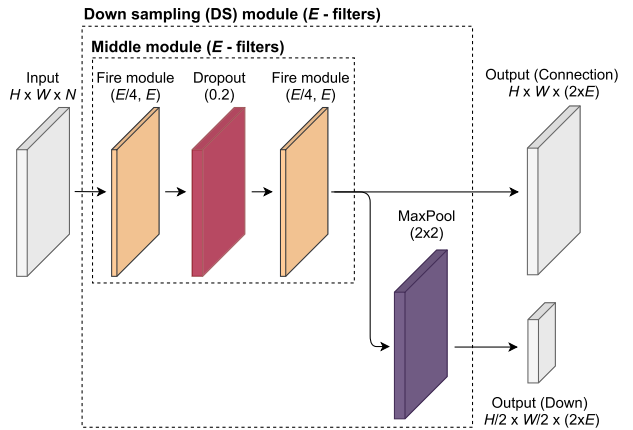 Down sampling (DS) module (E - filters)
Middle module (E - filters)
Input
H x W x N
Fire module
(E/4, E)
Dropout
(0.2)
Fire module
(E/4, E)
Output (Connection)
H x W x (2xE)
MaxPool
(2x2)
Output (Down)
H/2 x W/2 x (2xE)